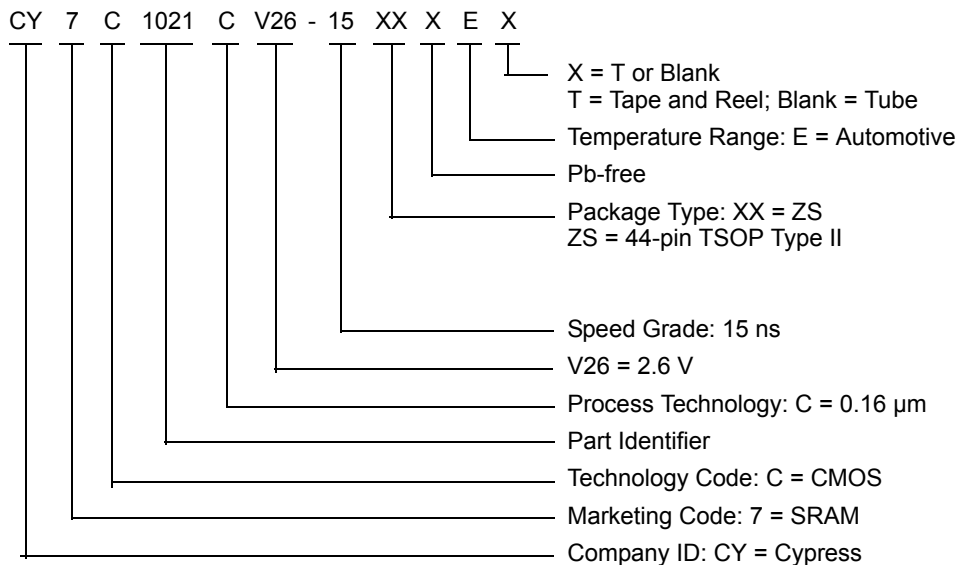 CY 7 C 1021 C V26 - 15 XX X E X
X = T or Blank
T = Tape and Reel; Blank = Tube
Temperature Range: E = Automotive
Pb-free
Package Type: XX = ZS
ZS = 44-pin TSOP Type II
Speed Grade: 15 ns
V26 = 2.6 V
Process Technology: C = 0.16 µm
Part Identifier
Technology Code: C = CMOS
Marketing Code: 7 = SRAM
Company ID: CY = Cypress